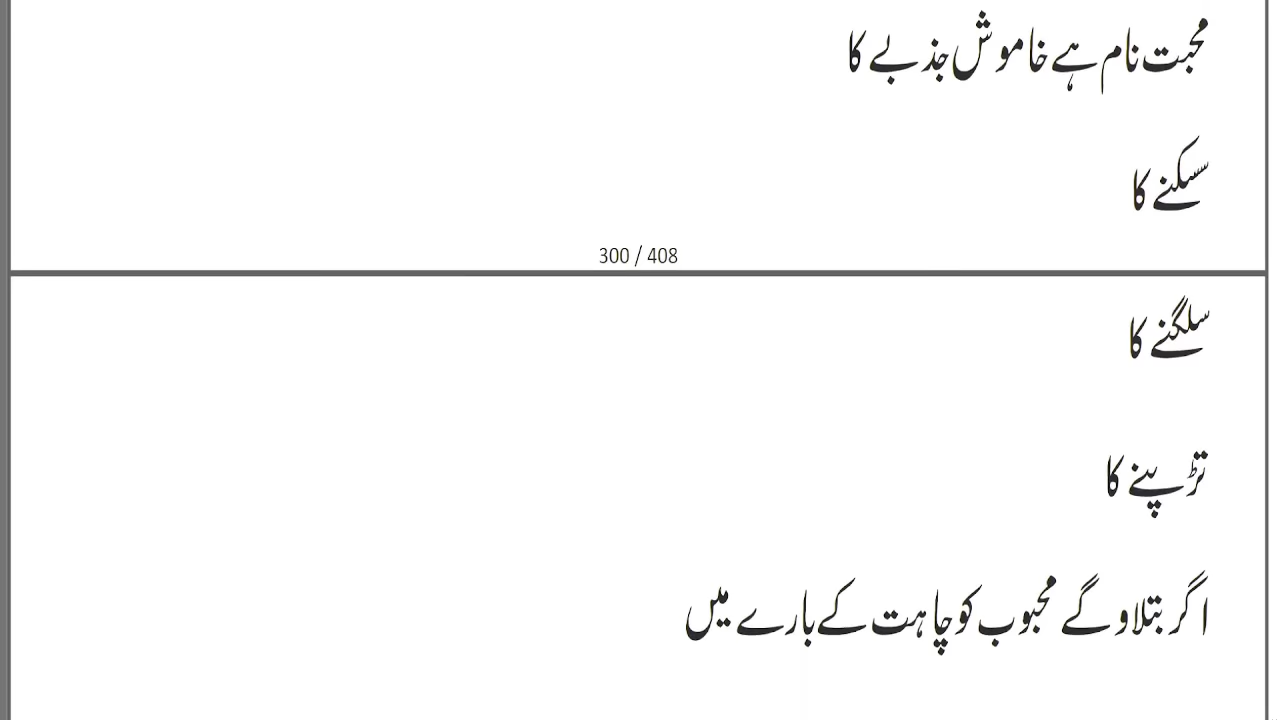 محبت نام ہے خاموش جذبے کا
سسکنے کا
300 / 408
سلگنے کا
تڑپنے کا
اگر بتلاو گے محبوب کو چاہت کے بارے میں